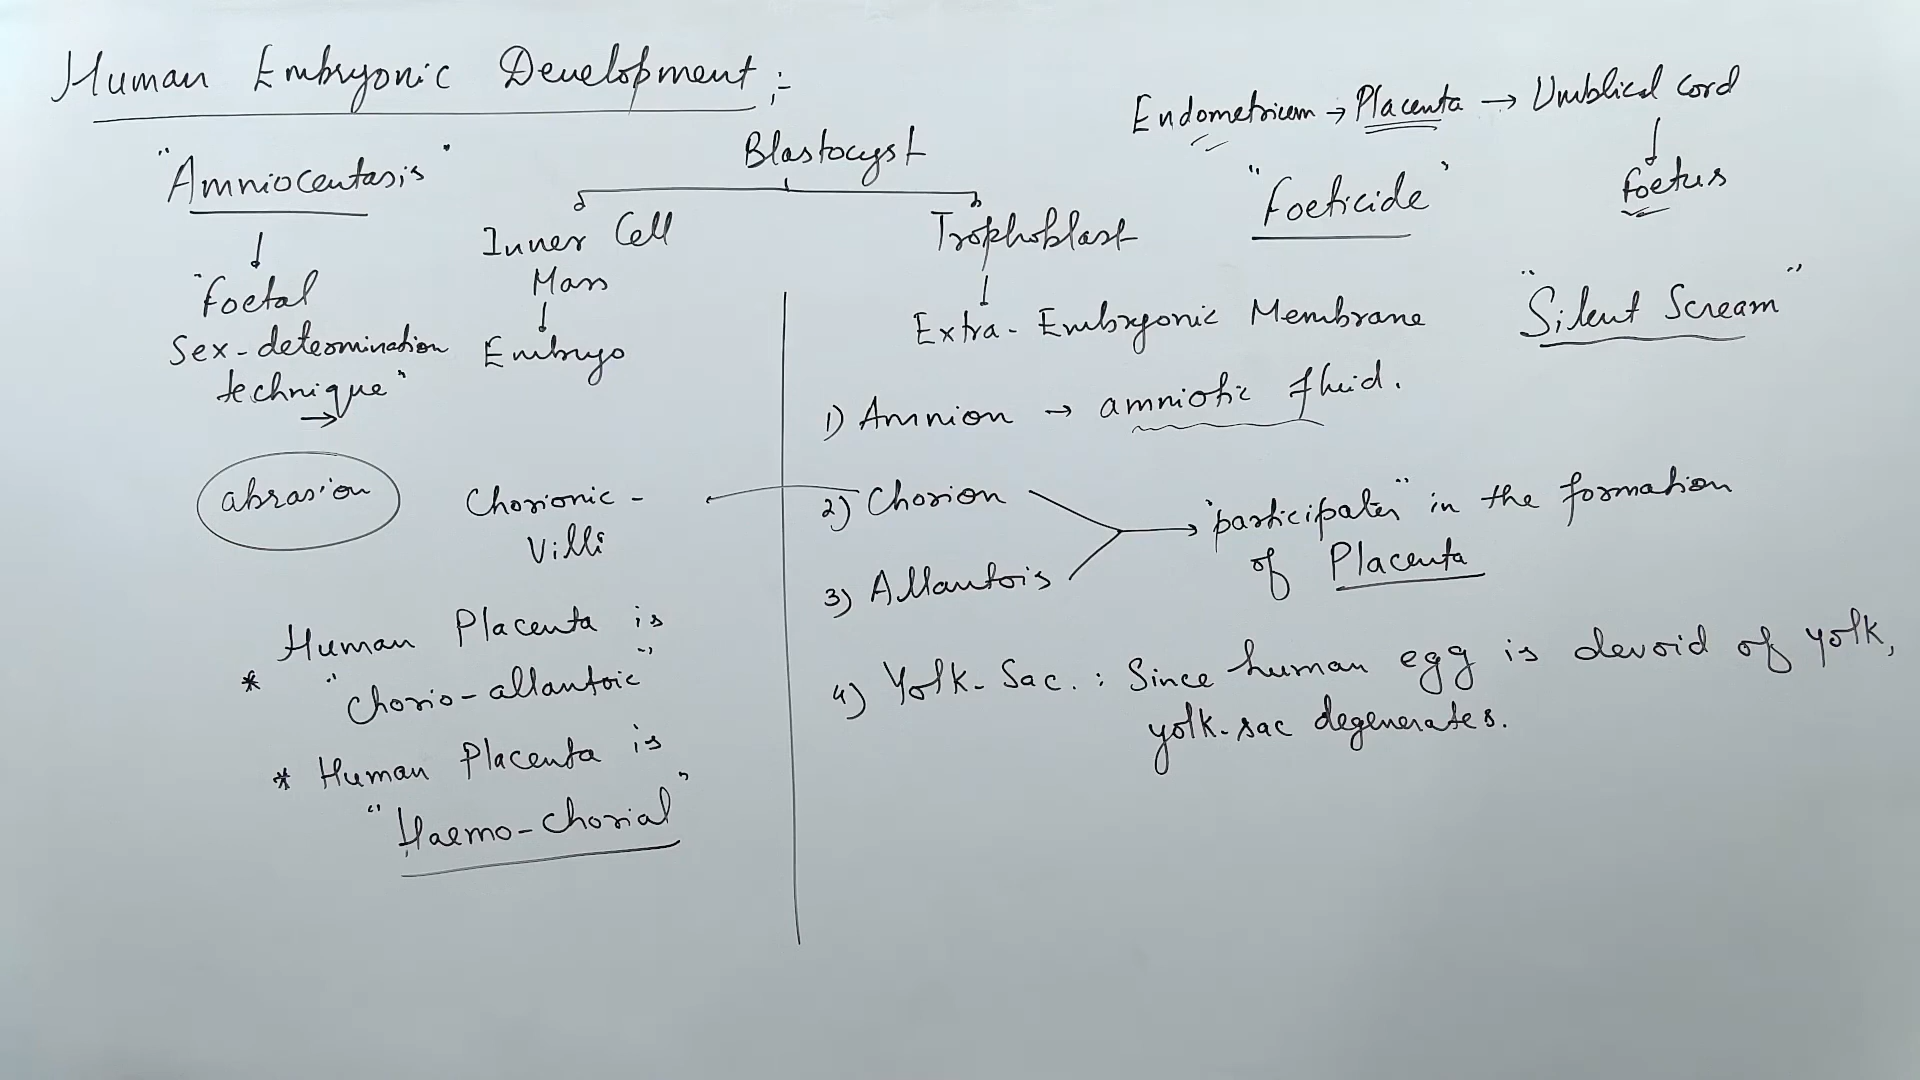 Human Embryonic Development :-
"Amniocentasis"
↓
"Foetal
Sex-determination
technique"
→
abrasion
Blastocyst
Inner Cell
Mass
↓
Embryo
Trophoblast
↓
Extra-Embryonic Membrane
1) Amnion → amniotic fluid.
2) Chorion
3) Allantois
→ "participates" in the formation
of Placenta
4) Yolk-Sac. : Since human egg is devoid of yolk,
yolk-sac degenerates.
Chorionic-
Villi
* Human Placenta is
"chorio-allantoic"
* Human Placenta is
"Haemo-Chorial"
Endometrium → Placenta → Umblical Cord
↓
Foetus
"Foeticide"
"Silent Scream"